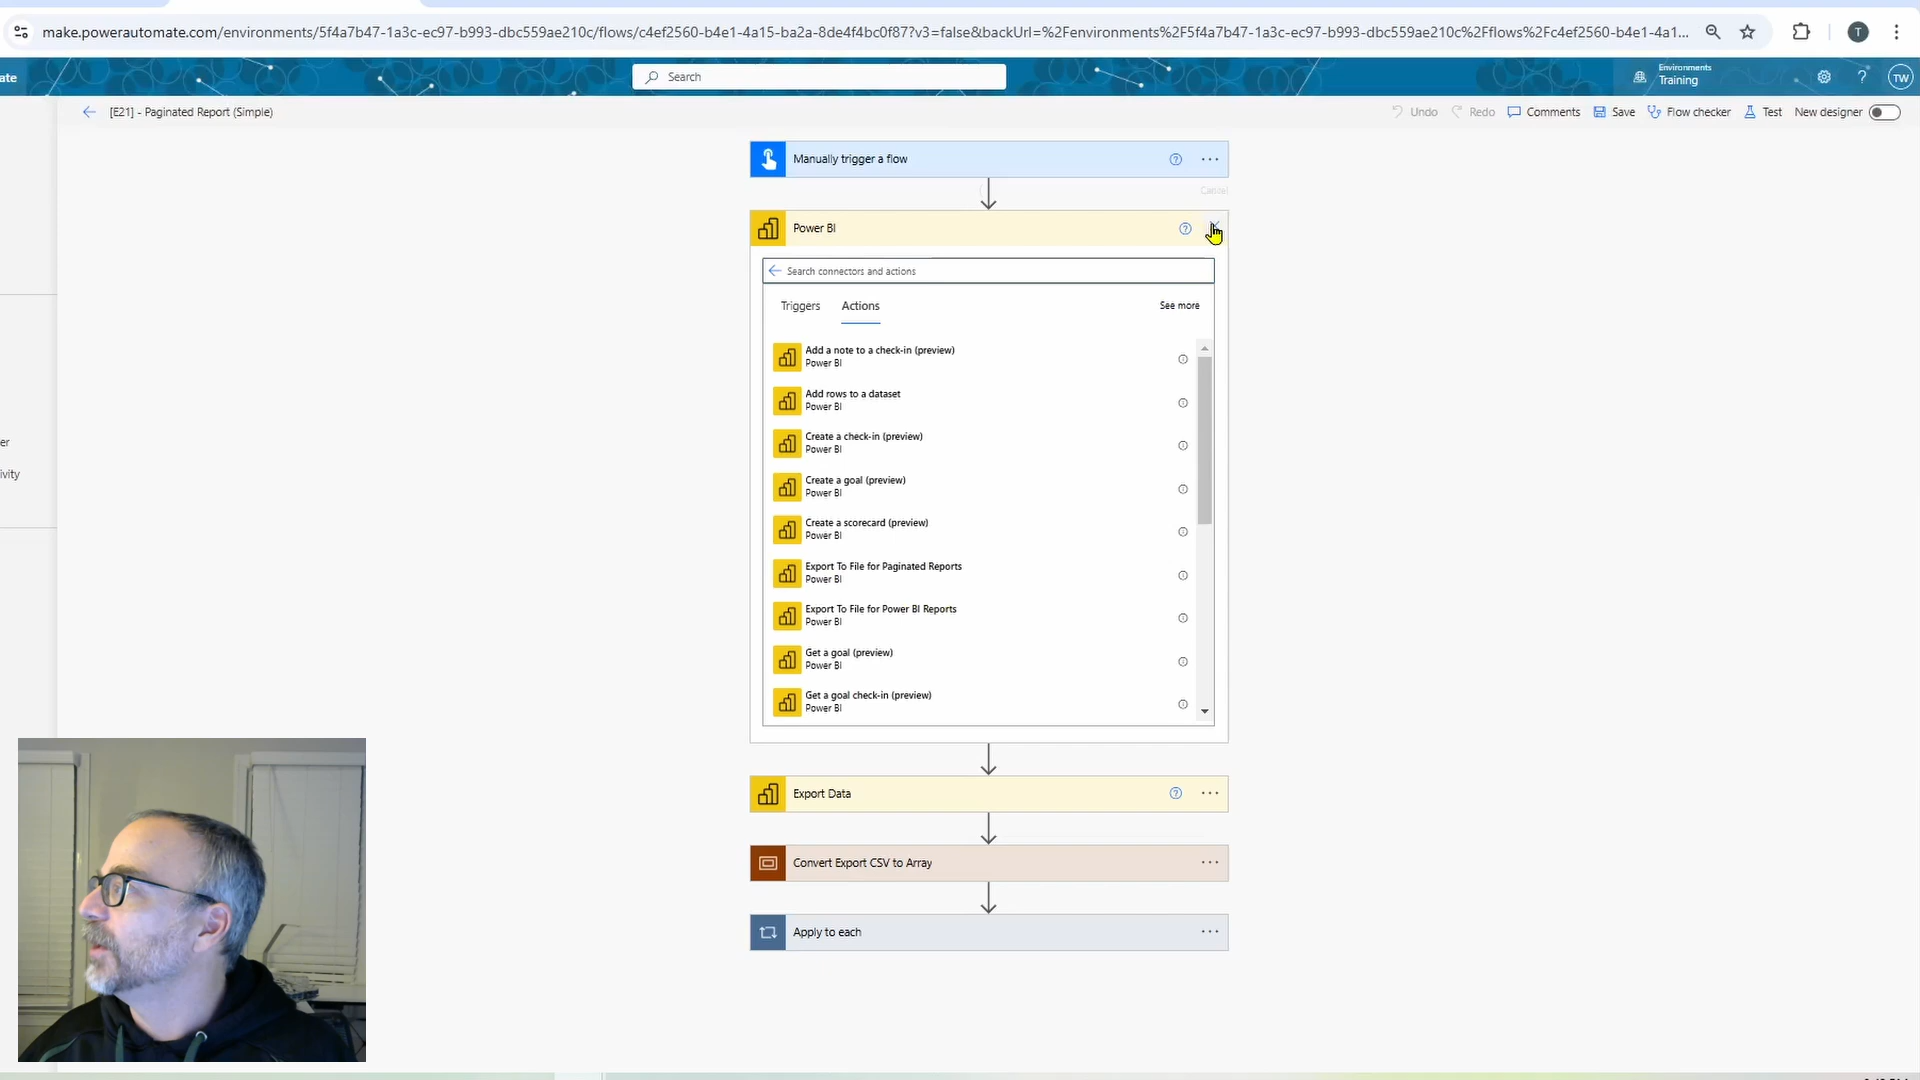 make.powerautomate.com/environments/5f4a7b47-1a3c-ec97-b993-dbc559ae210c/flows/c4ef2560-b4e1-4a15-ba2a-8de4f4bc0f87?v3=false&backUrl=%2Fenvironments%2F5f4a7b47-1a3c-ec97-b993-dbc559ae210c%2Fflows%2Fc4ef2560-b4e1-4a1...
T
ate
Search
Environments
Training
?
TW
[E21] - Paginated Report (Simple)
Undo
Redo
Comments
Save
Flow checker
Test
New designer
Manually trigger a flow
Cancel
Power BI
Search connectors and actions
Triggers
Actions
See more
Add a note to a check-in (preview)
Power BI
Add rows to a dataset
Power BI
Create a check-in (preview)
Power BI
er
ivity
Create a goal (preview)
Power BI
Create a scorecard (preview)
Power BI
Export To File for Paginated Reports
Power BI
Export To File for Power BI Reports
Power BI
Get a goal (preview)
Power BI
Get a goal check-in (preview)
Power BI
Export Data
Convert Export CSV to Array
Apply to each